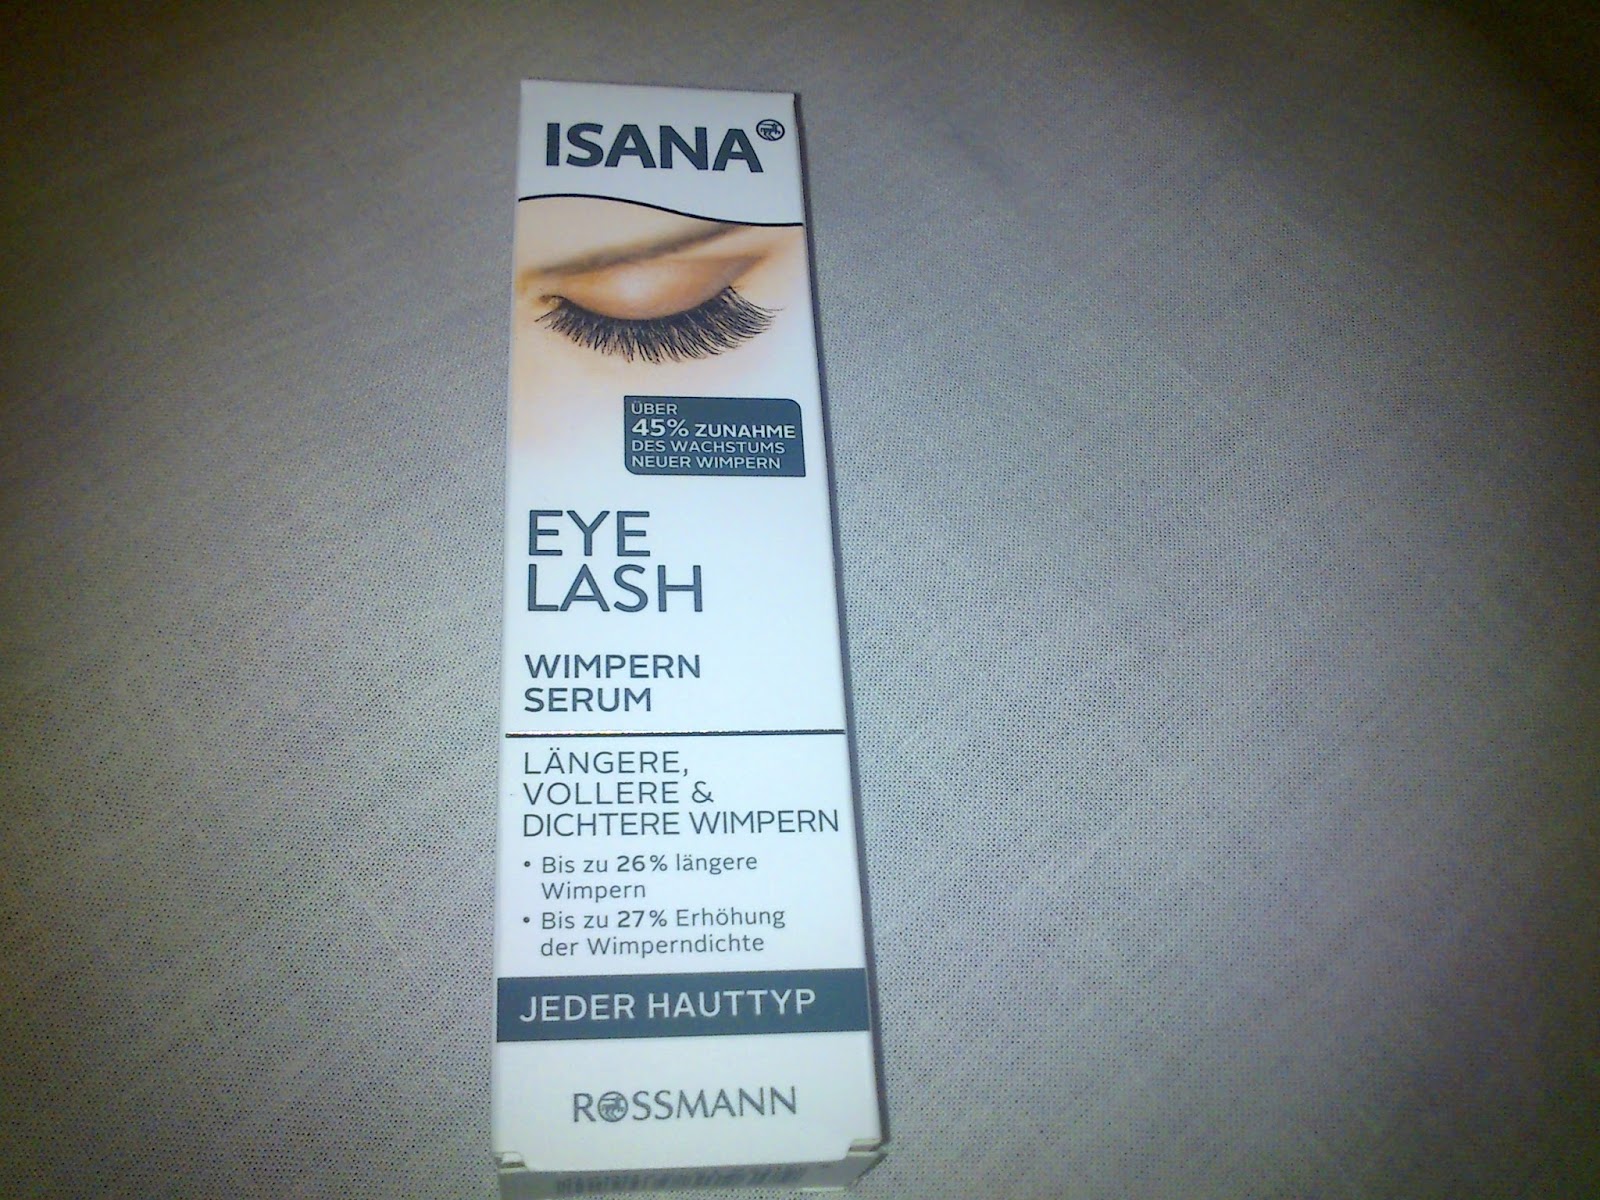 ISANA
ÜBER
45% ZUNAHME
DES WACHSTUMS
NEUER WIMPERN
EYE
LASH
WIMPERN
SERUM
LÄNGERE,
VOLLERE &
DICHTERE WIMPERN
• Bis zu 26% längere
Wimpern
• Bis zu 27% Erhöhung
der Wimperndichte
JEDER HAUTTYP
ROSSMANN